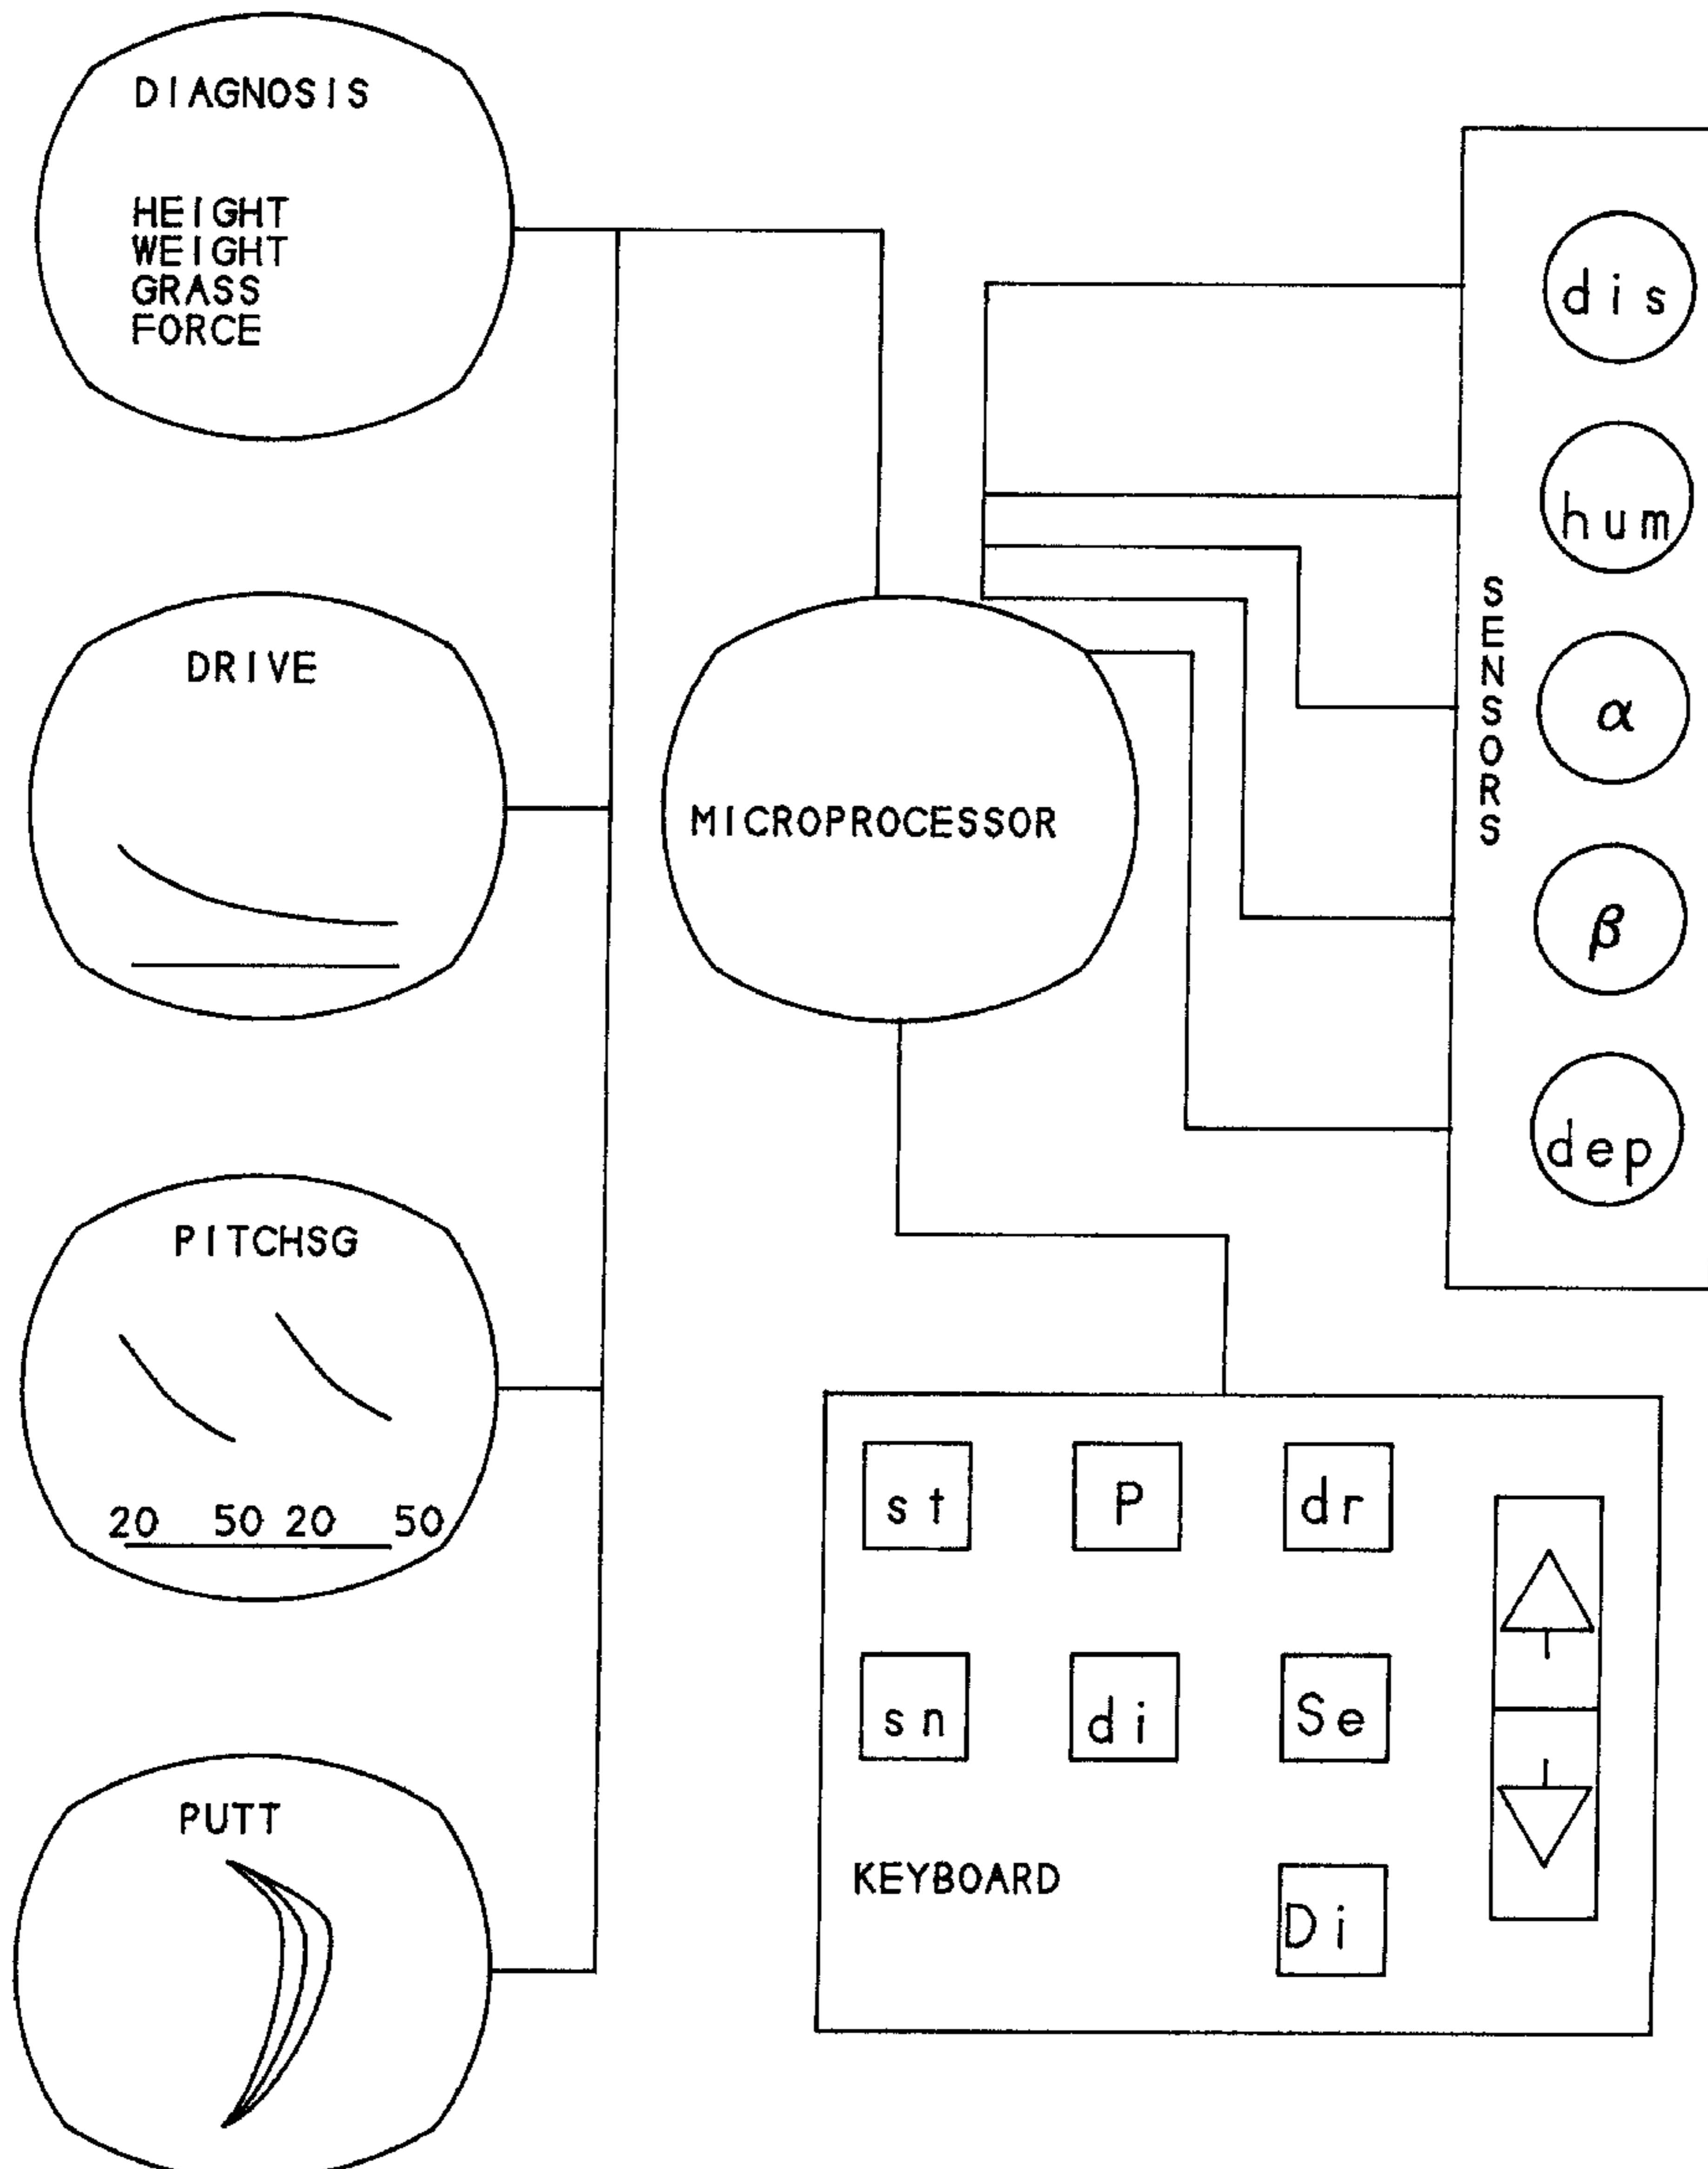 DIAGNOSIS
HEIGHT
WEIGHT
GRASS
FORCE
DRIVE
PITCHSG
20 50 20 50
PUTT
MICROPROCESSOR
SENSORS
dis
hum
α
β
dep
st P dr
sn di Se
KEYBOARD
Di